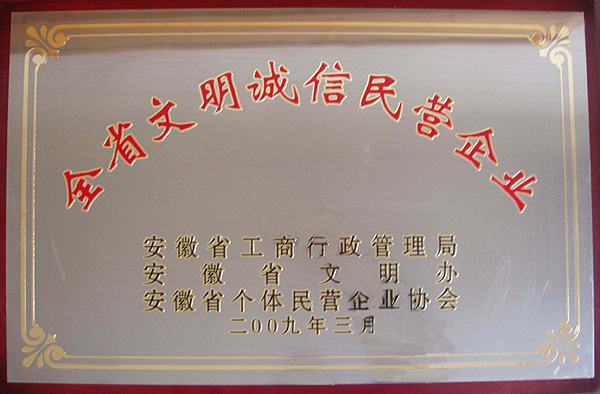 全省文明诚信民营企业
安徽省工商行政管理局
安徽省文明办
安徽省个体民营企业协会
二00九年三月